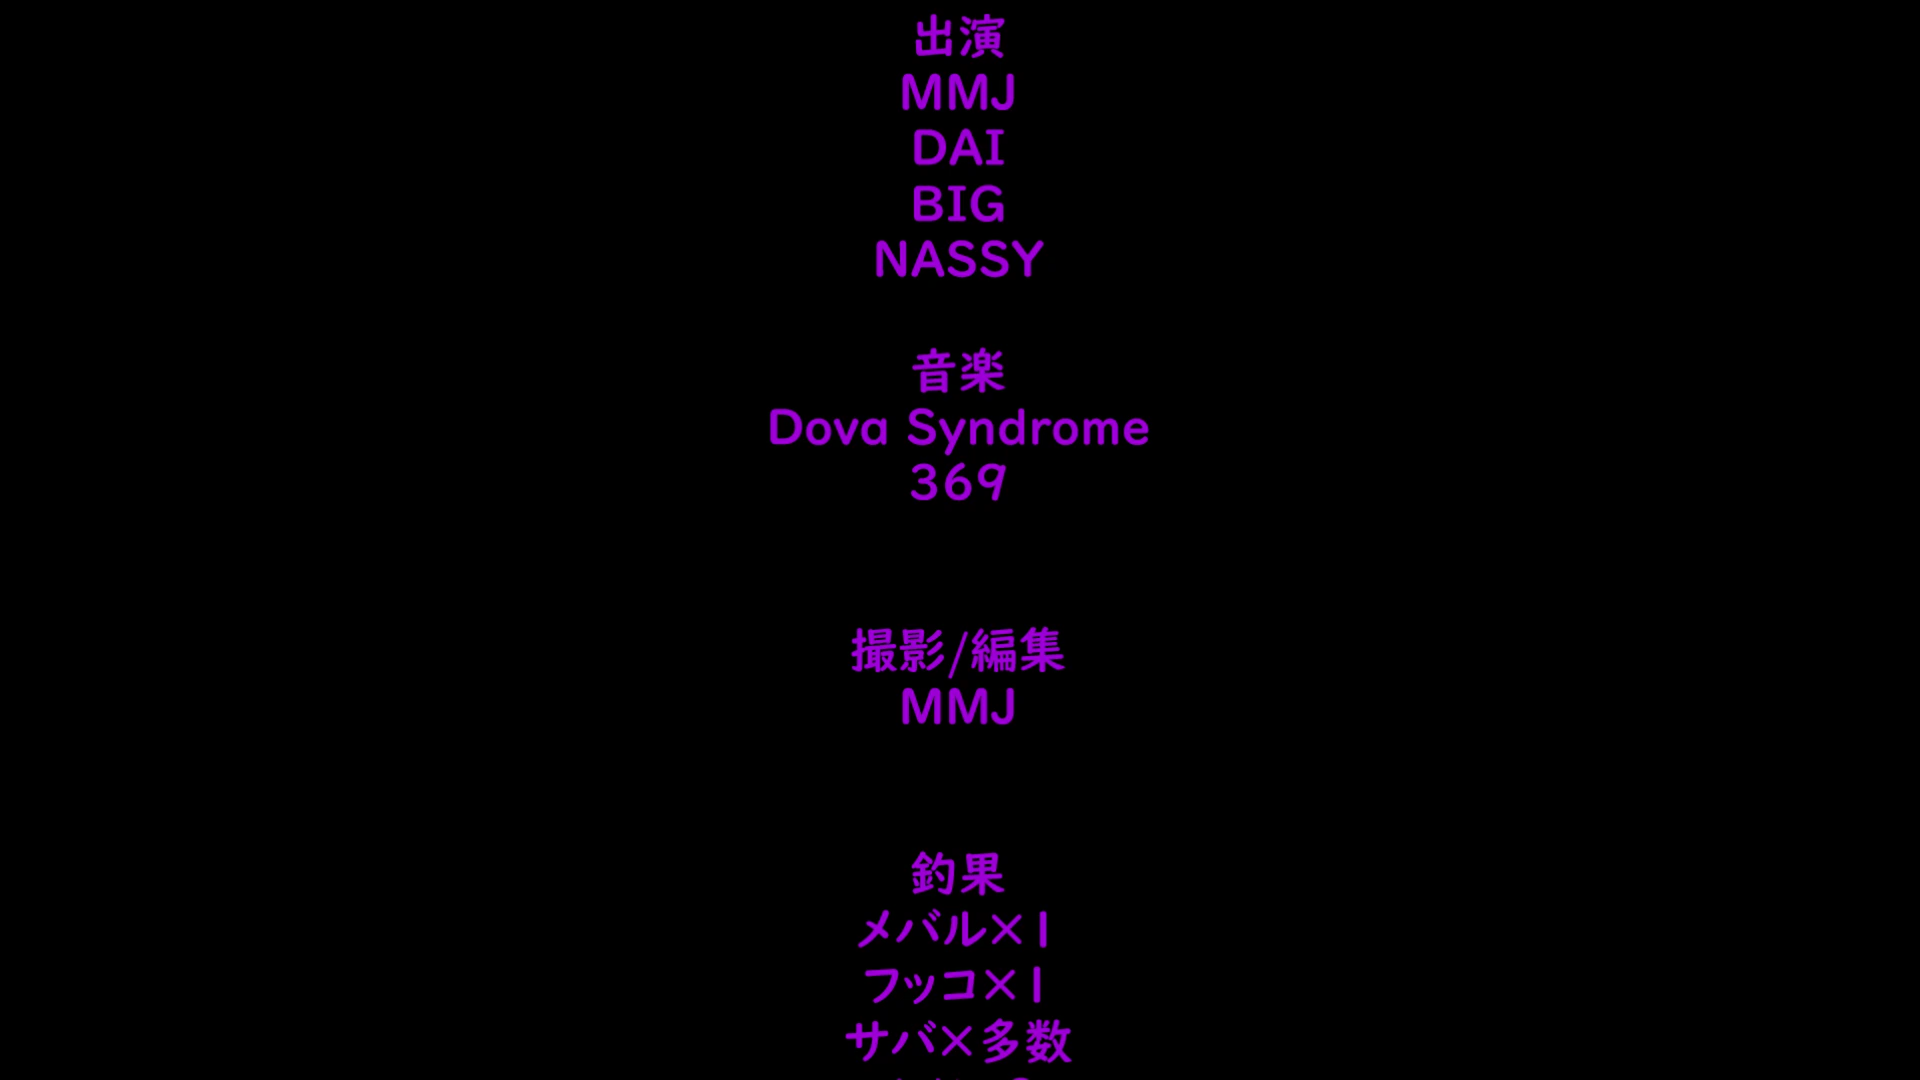 出演
MMJ
DAI
BIG
NASSY
音楽
Dova Syndrome
369
撮影/編集
MMJ
釣果
メバル×1
フッコ×1
サバ×多数